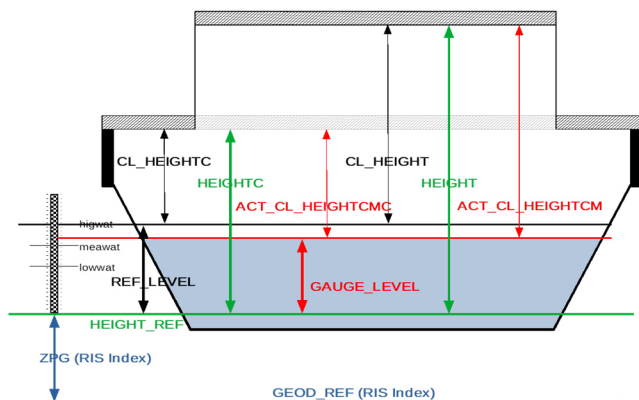 CL_HEIGHTC
CL_HEIGHT
HEIGHTC
HEIGHT
ACT_CL_HEIGHTCMC
ACT_CL_HEIGHTCM
higwat
meawat
lowwat
REF_LEVEL
GAUGE_LEVEL
HEIGHT_REF
ZPG (RIS Index)
GEOD_REF (RIS Index)